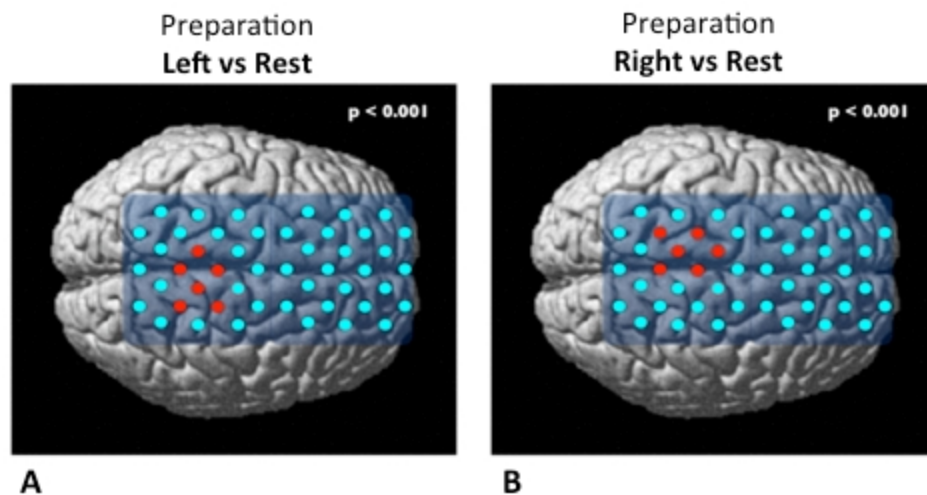 Preparation
Left vs Rest
p < 0.001
A
Preparation
Right vs Rest
p < 0.001
B